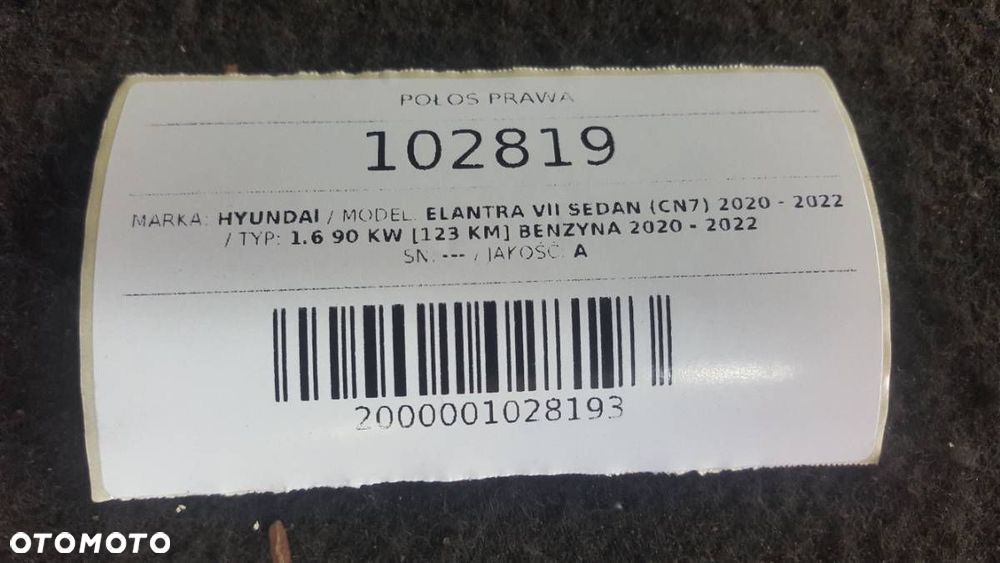 POŁOS PRAWA
102819
MARKA: HYUNDAI / MODEL: ELANTRA VII SEDAN (CN7) 2020 - 2022
/ TYP: 1.6 90 KW [123 KM] BENZYNA 2020 - 2022
SN: --- / JAKOŚĆ: A
2000001028193
OTOMOTO